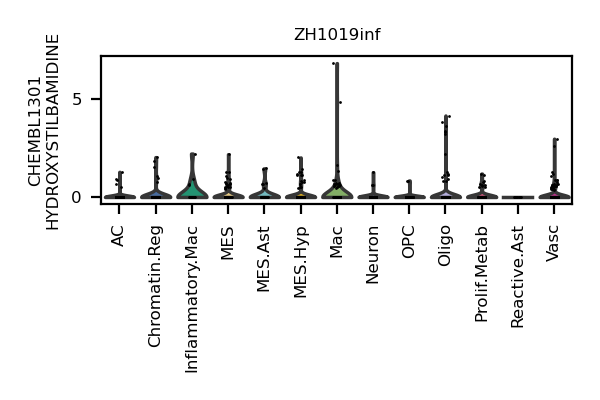 ZH1019inf
CHEMBL1301
HYDROXYSTILBAMIDINE
5
0
AC
Chromatin.Reg
Inflammatory.Mac
MES
MES.Ast
MES.Hyp
Mac
Neuron
OPC
Oligo
Prolif.Metab
Reactive.Ast
Vasc